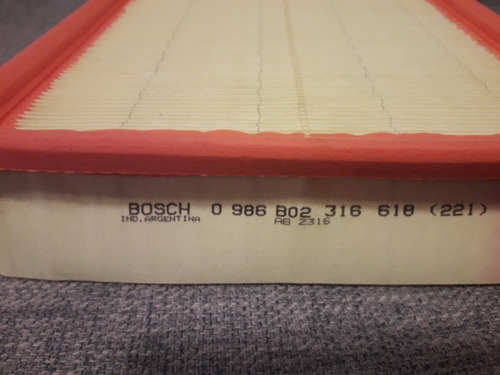 BOSCH 0 986 B02 316 618 (221)
IND. ARGENTINA
AB 2316